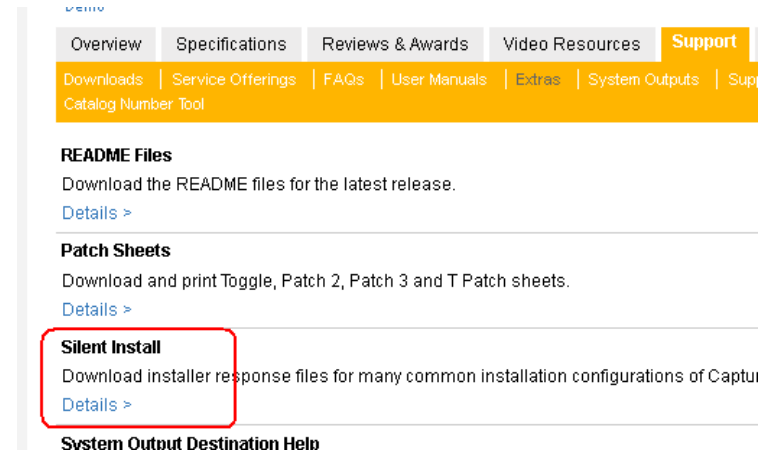 Demo
Overview Specifications Reviews & Awards Video Resources Support
Downloads | Service Offerings | FAQs | User Manuals | Extras | System Outputs |
Catalog Number Tool
README Files
Download the README files for the latest release.
Details >
Patch Sheets
Download and print Toggle, Patch 2, Patch 3 and T Patch sheets.
Details >
Silent Install
Download installer response files for many common installation configurations of
Details >
System Output Destination Help